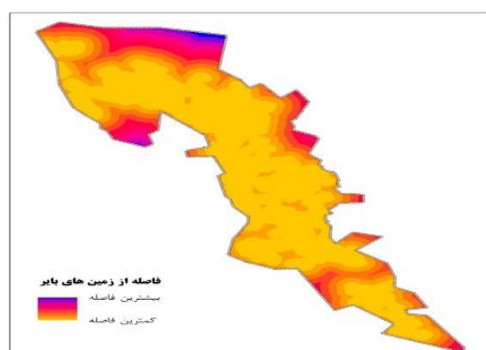 فاصله از زمین های بایر
بیشترین فاصله
کمترین فاصله